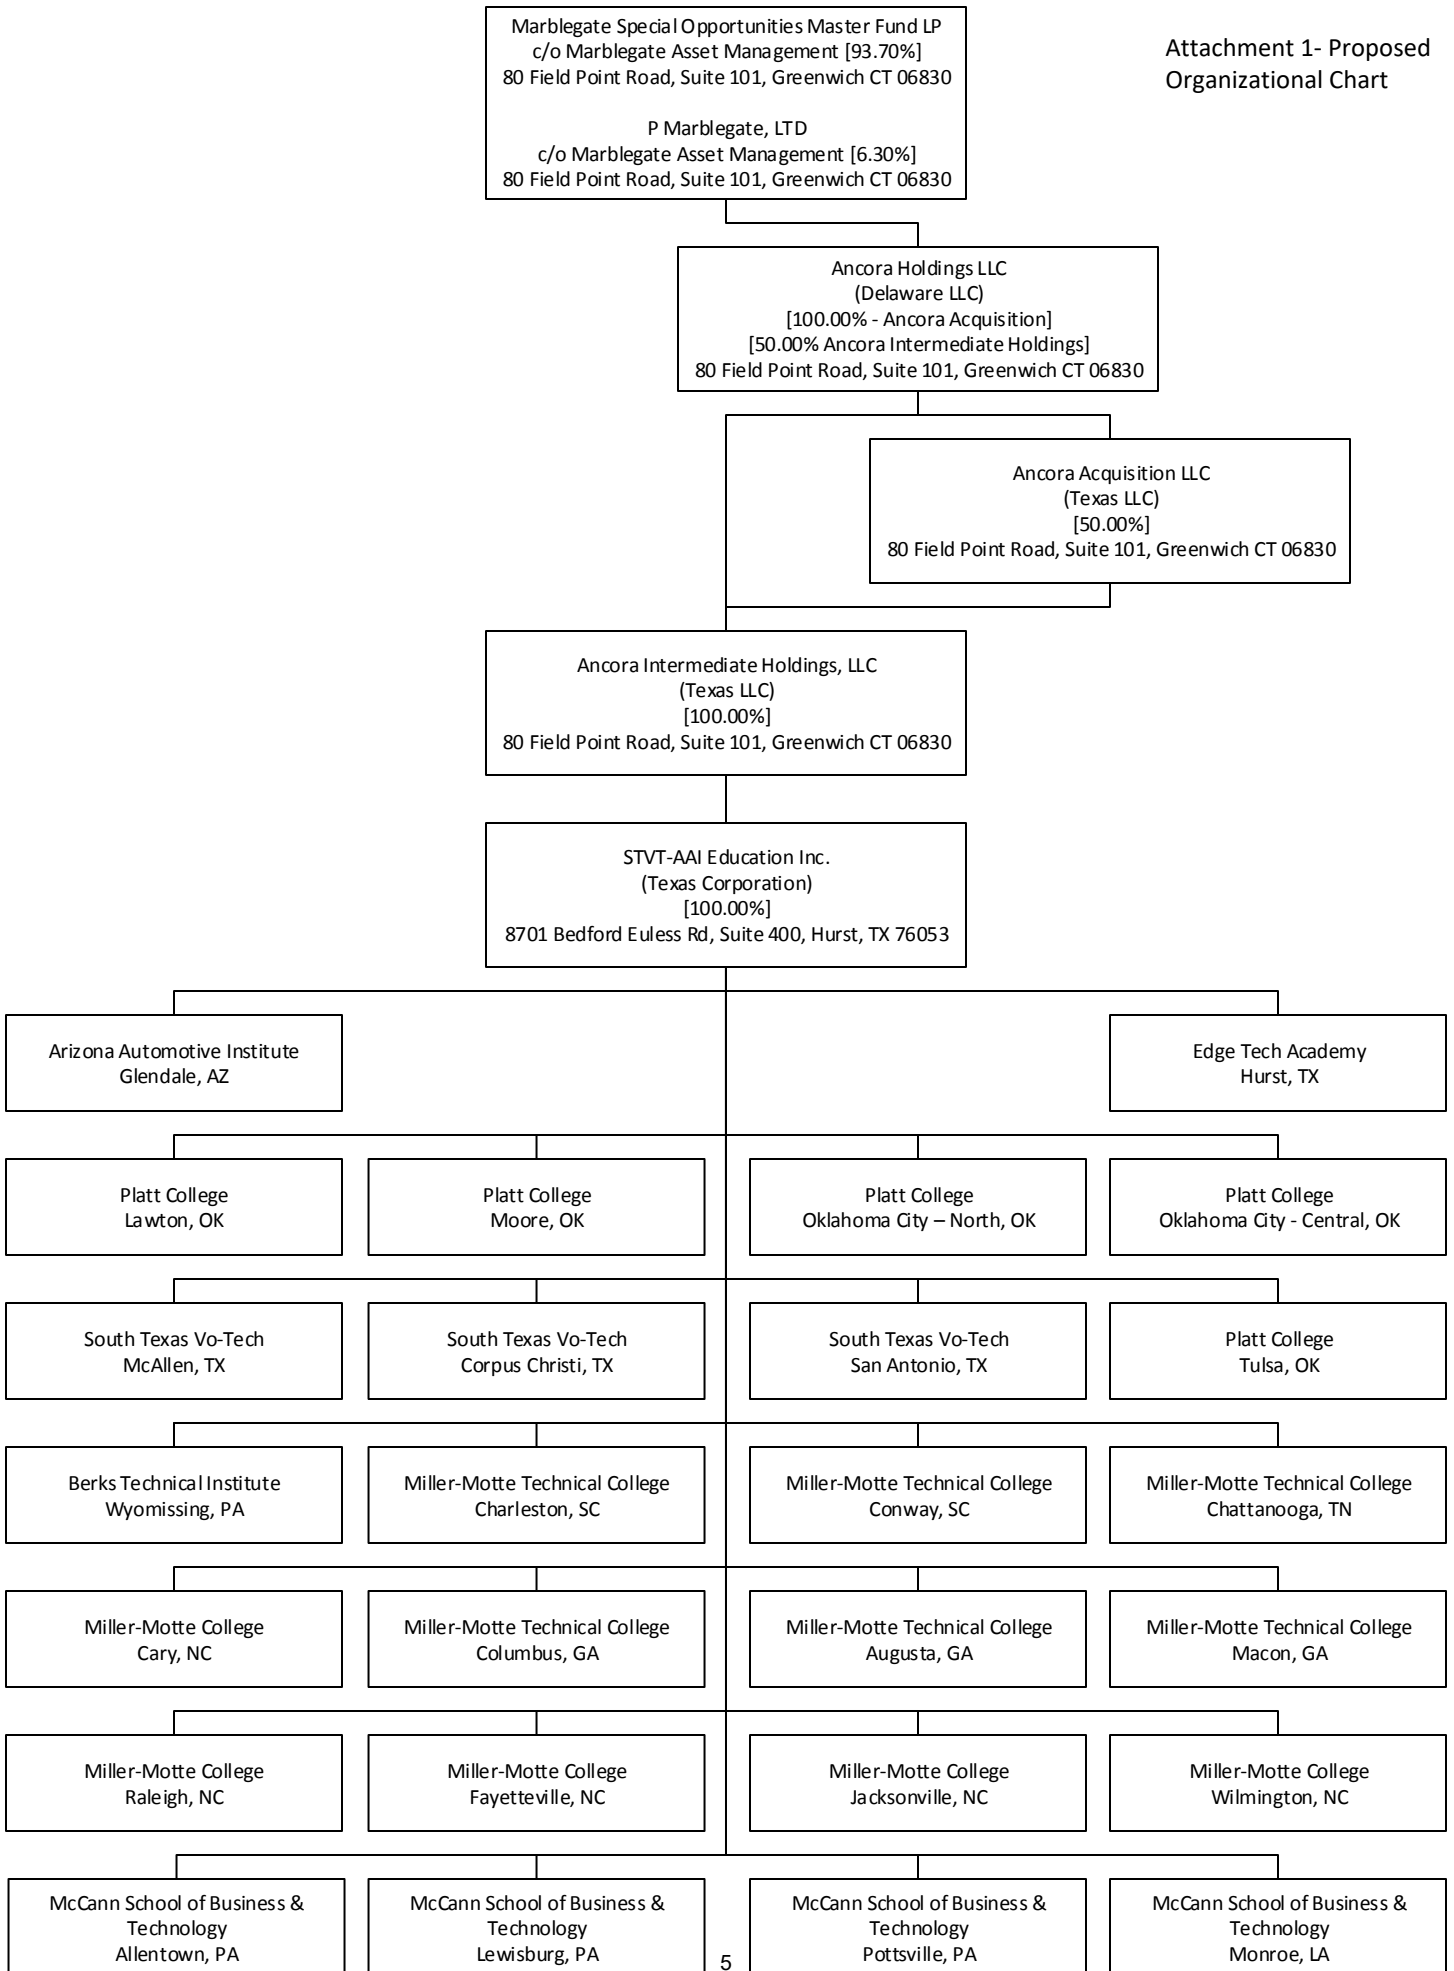 Attachment 1- Proposed
Organizational Chart
Marblegate Special Opportunities Master Fund LP
c/o Marblegate Asset Management [93.70%]
80 Field Point Road, Suite 101, Greenwich CT 06830
P Marblegate, LTD
c/o Marblegate Asset Management [6.30%]
80 Field Point Road, Suite 101, Greenwich CT 06830
Ancora Holdings LLC
(Delaware LLC)
[100.00% - Ancora Acquisition]
[50.00% Ancora Intermediate Holdings]
80 Field Point Road, Suite 101, Greenwich CT 06830
Ancora Acquisition LLC
(Texas LLC)
[50.00%]
80 Field Point Road, Suite 101, Greenwich CT 06830
Ancora Intermediate Holdings, LLC
(Texas LLC)
[100.00%]
80 Field Point Road, Suite 101, Greenwich CT 06830
STVT-AAI Education Inc.
(Texas Corporation)
[100.00%]
8701 Bedford Euless Rd, Suite 400, Hurst, TX 76053
Arizona Automotive Institute
Glendale, AZ
Edge Tech Academy
Hurst, TX
Platt College
Lawton, OK
Platt College
Moore, OK
Platt College
Oklahoma City – North, OK
Platt College
Oklahoma City - Central, OK
South Texas Vo-Tech
McAllen, TX
South Texas Vo-Tech
Corpus Christi, TX
South Texas Vo-Tech
San Antonio, TX
Platt College
Tulsa, OK
Berks Technical Institute
Wyomissing, PA
Miller-Motte Technical College
Charleston, SC
Miller-Motte Technical College
Conway, SC
Miller-Motte Technical College
Chattanooga, TN
Miller-Motte College
Cary, NC
Miller-Motte Technical College
Columbus, GA
Miller-Motte Technical College
Augusta, GA
Miller-Motte Technical College
Macon, GA
Miller-Motte College
Raleigh, NC
Miller-Motte College
Fayetteville, NC
Miller-Motte College
Jacksonville, NC
Miller-Motte College
Wilmington, NC
McCann School of Business &
Technology
Allentown, PA
McCann School of Business &
Technology
Lewisburg, PA
McCann School of Business &
Technology
Pottsville, PA
McCann School of Business &
Technology
Monroe, LA
5